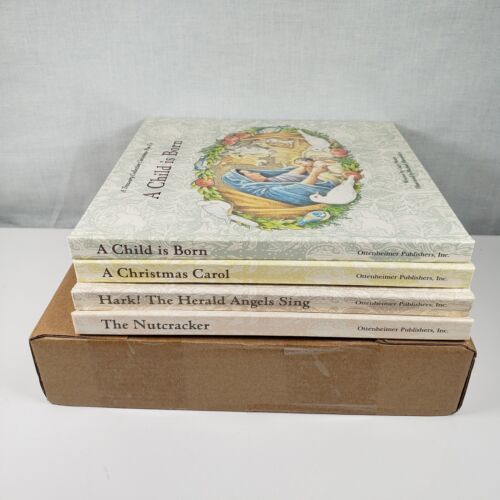 A Child is Born
A Child is Born
Ottenheimer Publishers, Inc.
A Christmas Carol
Ottenheimer Publishers, Inc.
Hark! The Herald Angels Sing
Ottenheimer Publishers, Inc.
The Nutcracker
Ottenheimer Publishers, Inc.